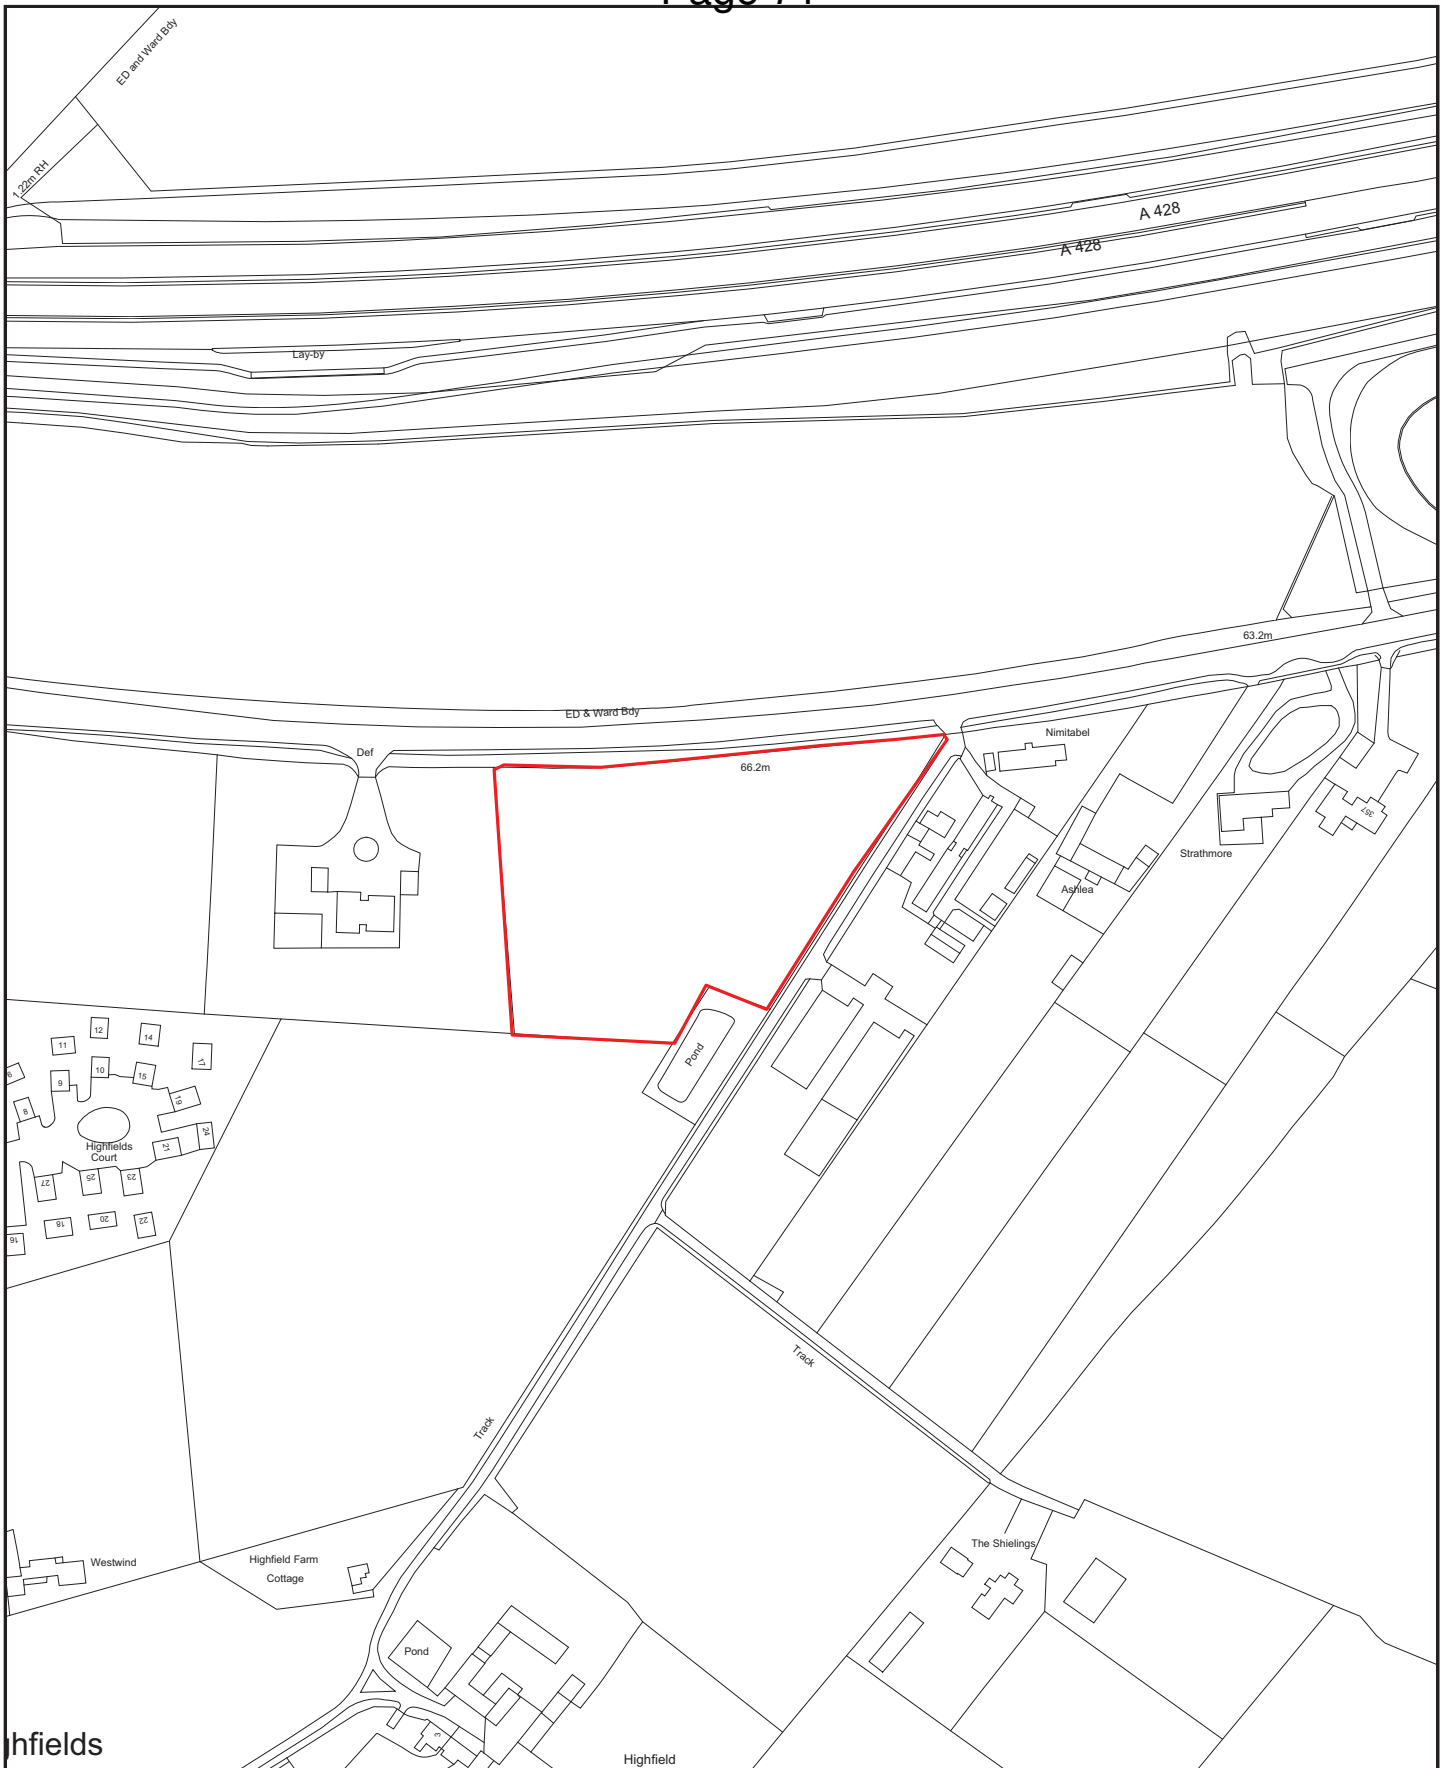 ED and Ward Bdy
1.22m RH
A 428
A 428
Lay-by
63.2m
ED & Ward Bdy
Nimitabel
Def
66.2m
357
Strathmore
Ashlea
12
14
11
17
10
15
9
8
19
Highfields
Court
24
21
27
25
23
18
20
22
16
Pond
Track
Track
The Shielings
Westwind
Highfield Farm
Cottage
Pond
3
hfields
Highfield